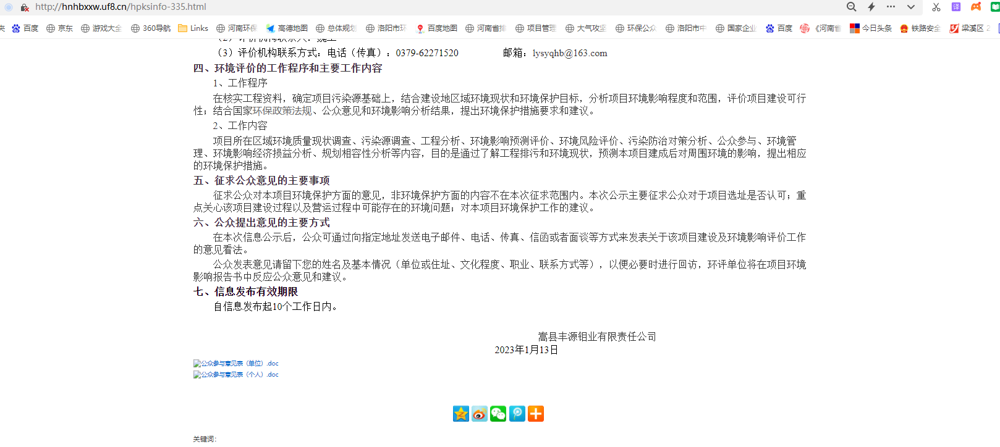 http://hnhbxxw.uf8.cn/hpksinfo-335.html
夹 百度 京东 游戏大全 360导航 Links 河南环保 高德地图 总体规划 洛阳市环 百度地图 河南省排 项目管理 大气攻坚 环保公众 洛阳市中 国家企业 百度 《河南省 今日头条 铁路安全 梁溪区 2
(2) 评价机构联系人：魏工
（3）评价机构联系方式：电话（传真）：0379-62271520 邮箱：lysyqhb@163.com
四、环境评价的工作程序和主要工作内容
1、工作程序
在核实工程资料，确定项目污染源基础上，结合建设地区域环境现状和环境保护目标，分析项目环境影响程度和范围，评价项目建设可行
性；结合国家环保政策法规、公众意见和环境影响分析结果，提出环境保护措施要求和建议。
2、工作内容
项目所在区域环境质量现状调查、污染源调查、工程分析、环境影响预测评价、环境风险评价、污染防治对策分析、公众参与、环境管
理、环境影响经济损益分析、规划相容性分析等内容，目的是通过了解工程排污和环境现状，预测本项目建成后对周围环境的影响，提出相应
的环境保护措施。
五、征求公众意见的主要事项
征求公众对本项目环境保护方面的意见，非环境保护方面的内容不在本次征求范围内。本次公示主要征求公众对于项目选址是否认可；重
点关心该项目建设过程以及营运过程中可能存在的环境问题；对本项目环境保护工作的建议。
六、公众提出意见的主要方式
在本次信息公示后，公众可通过向指定地址发送电子邮件、电话、传真、信函或者面谈等方式来发表关于该项目建设及环境影响评价工作
的意见看法。
公众发表意见请留下您的姓名及基本情况（单位或住址、文化程度、职业、联系方式等），以便必要时进行回访，环评单位将在项目环境
影响报告书中反应公众意见和建议。
七、信息发布有效期限
自信息发布起10个工作日内。
嵩县丰源钼业有限责任公司
2023年1月13日
公众参与意见表（单位）.doc
公众参与意见表（个人）.doc
关键词：